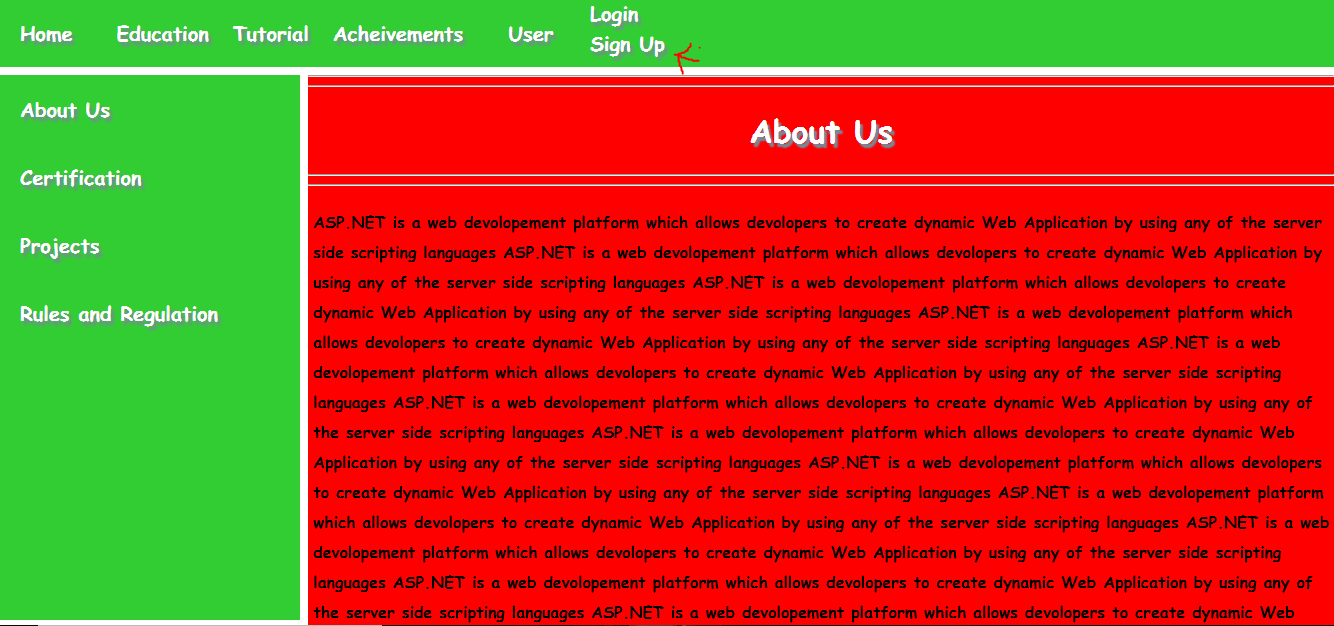 Home Education Tutorial Acheivements User
Login
Sign Up
About Us
Certification
Projects
Rules and Regulation
About Us
ASP.NET is a web devolopement platform which allows devolopers to create dynamic Web Application by using any of the server
side scripting languages ASP.NET is a web devolopement platform which allows devolopers to create dynamic Web Application by
using any of the server side scripting languages ASP.NET is a web devolopement platform which allows devolopers to create
dynamic Web Application by using any of the server side scripting languages ASP.NET is a web devolopement platform which
allows devolopers to create dynamic Web Application by using any of the server side scripting languages ASP.NET is a web
devolopement platform which allows devolopers to create dynamic Web Application by using any of the server side scripting
languages ASP.NET is a web devolopement platform which allows devolopers to create dynamic Web Application by using any of
the server side scripting languages ASP.NET is a web devolopement platform which allows devolopers to create dynamic Web
Application by using any of the server side scripting languages ASP.NET is a web devolopement platform which allows devolopers
to create dynamic Web Application by using any of the server side scripting languages ASP.NET is a web devolopement platform
which allows devolopers to create dynamic Web Application by using any of the server side scripting languages ASP.NET is a web
devolopement platform which allows devolopers to create dynamic Web Application by using any of the server side scripting
languages ASP.NET is a web devolopement platform which allows devolopers to create dynamic Web Application by using any of
the server side scripting languages ASP.NET is a web devolopement platform which allows devolopers to create dynamic Web